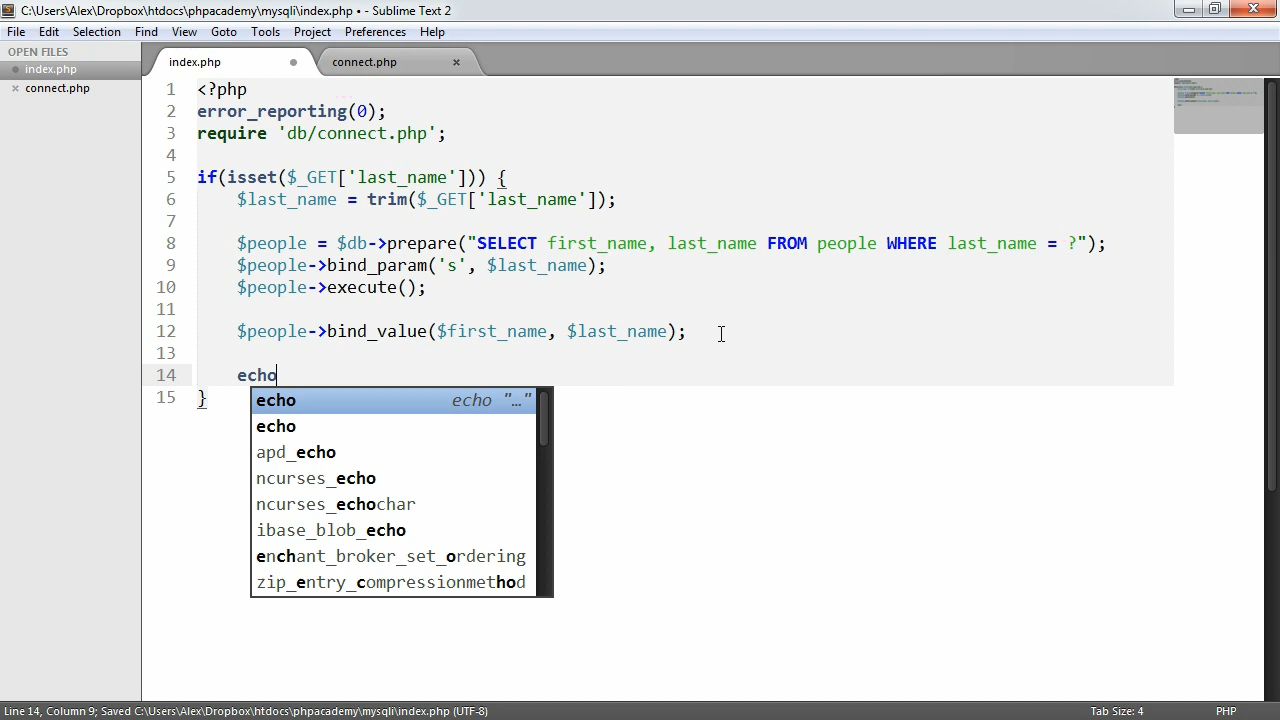 C:\Users\Alex\Dropbox\htdocs\phpacademy\mysqli\index.php • - Sublime Text 2
File Edit Selection Find View Goto Tools Project Preferences Help
OPEN FILES
index.php
connect.php
index.php
connect.php
1 <?php
2 error_reporting(0);
3 require 'db/connect.php';
4
5 if(isset($_GET['last_name'])) {
6 $last_name = trim($_GET['last_name']);
7
8 $people = $db->prepare("SELECT first_name, last_name FROM people WHERE last_name = ?");
9 $people->bind_param('s', $last_name);
10 $people->execute();
11
12 $people->bind_value($first_name, $last_name);
13
14 echo
15 }
echo echo "…"
echo
apd_echo
ncurses_echo
ncurses_echochar
ibase_blob_echo
enchant_broker_set_ordering
zip_entry_compressionmethod
Line 14, Column 9; Saved C:\Users\Alex\Dropbox\htdocs\phpacademy\mysqli\index.php (UTF-8)
Tab Size: 4
PHP